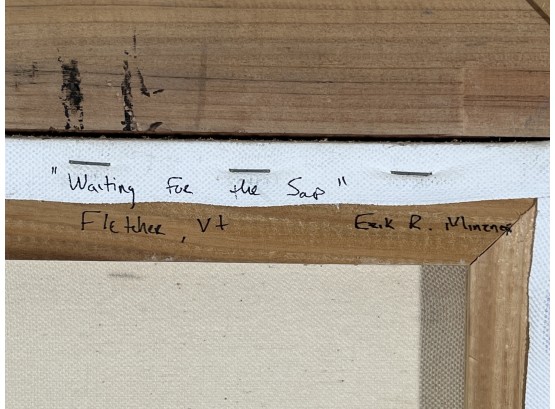 "Waiting For the Sap"
Fletcher, Vt Erik R.